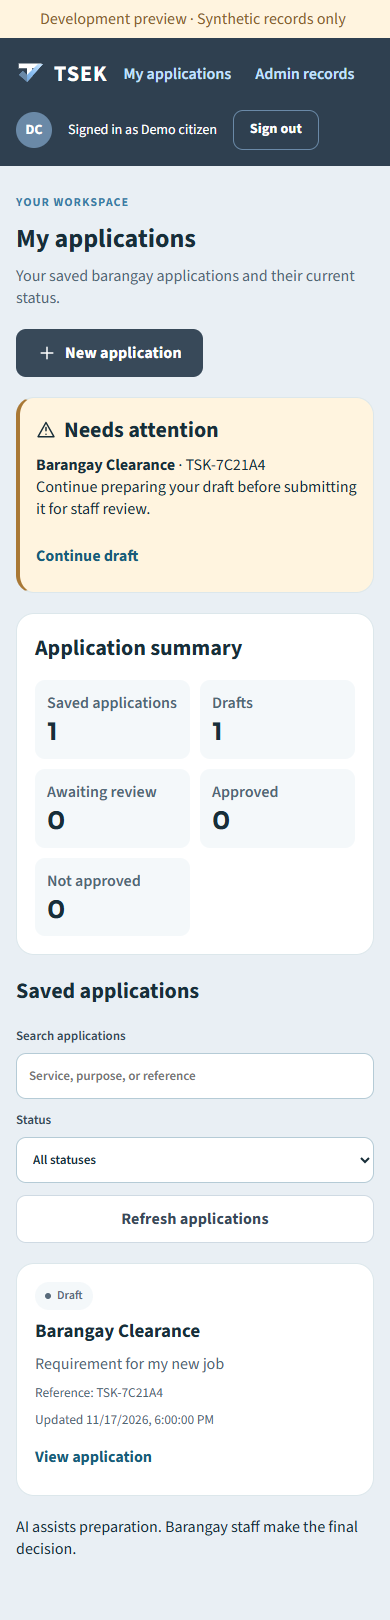 Development preview · Synthetic records only
TSEK
My applications
Admin records
DC
Signed in as Demo citizen
Sign out
YOUR WORKSPACE
My applications
Your saved barangay applications and their current
status.
New application
Needs attention
Barangay Clearance · TSK-7C21A4
Continue preparing your draft before submitting
it for staff review.
Continue draft
Application summary
Saved applications
1
Drafts
1
Awaiting review
0
Approved
0
Not approved
0
Saved applications
Search applications
Service, purpose, or reference
Status
All statuses
Refresh applications
Draft
Barangay Clearance
Requirement for my new job
Reference: TSK-7C21A4
Updated 11/17/2026, 6:00:00 PM
View application
AI assists preparation. Barangay staff make the final
decision.